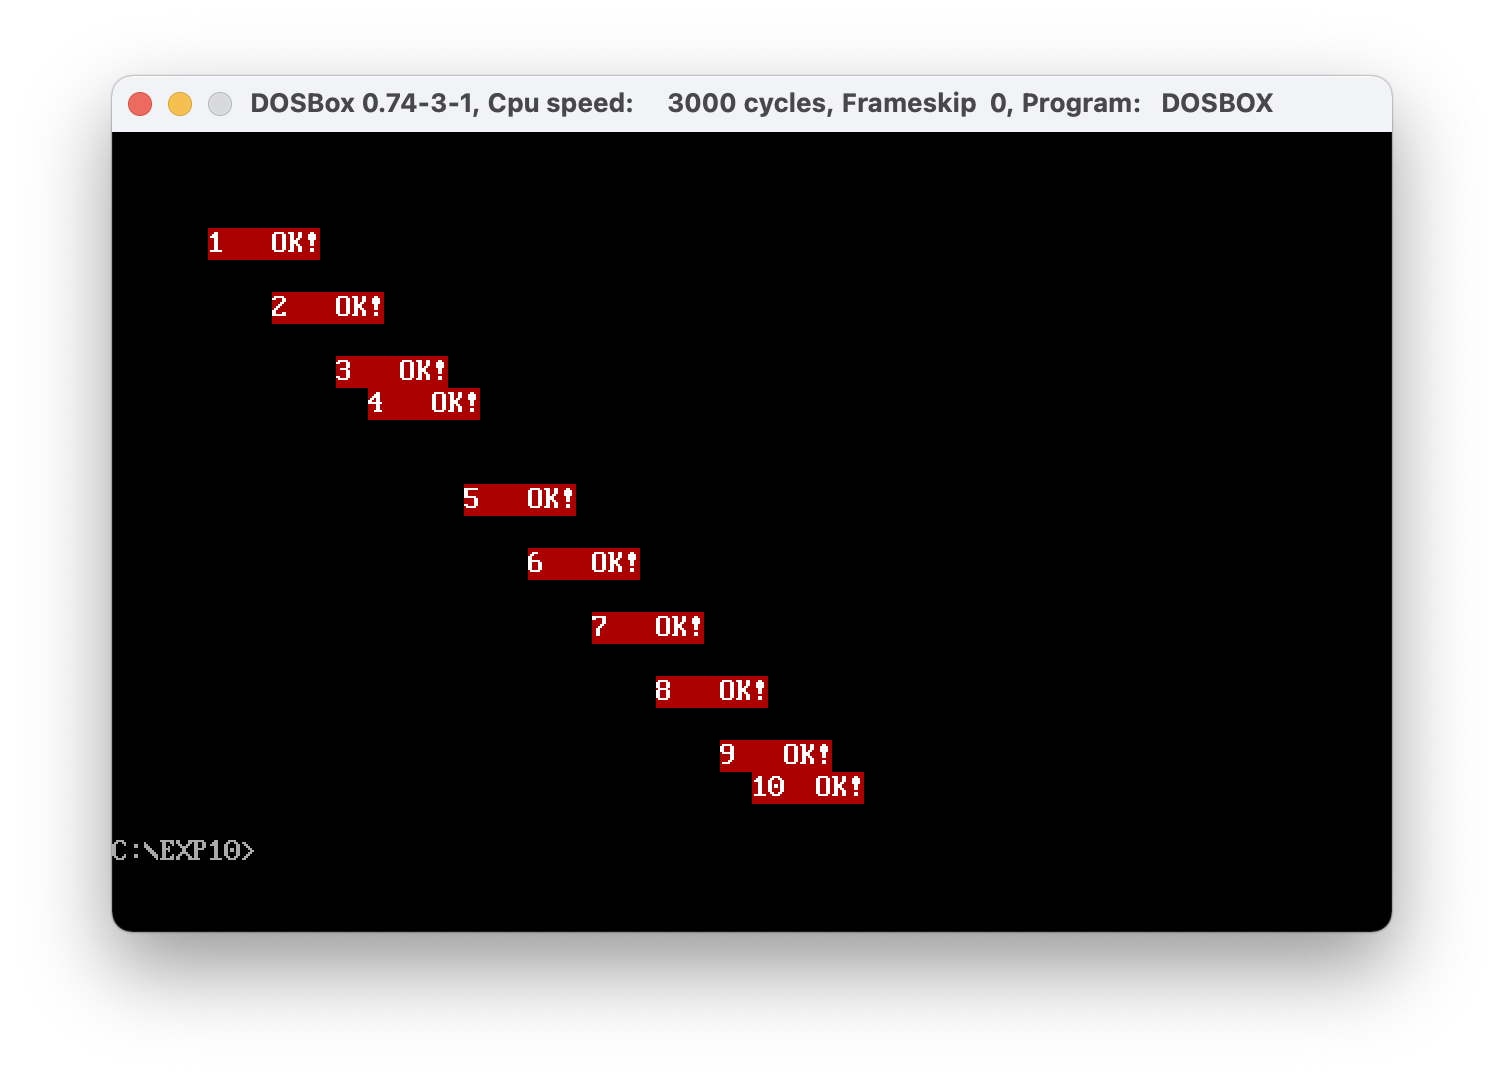 DOSBox 0.74-3-1, Cpu speed:    3000 cycles, Frameskip  0, Program:   DOSBOX
1   OK!
2   OK!
3   OK!
4   OK!
5   OK!
6   OK!
7   OK!
8   OK!
9   OK!
10  OK!
C:\EXP10>